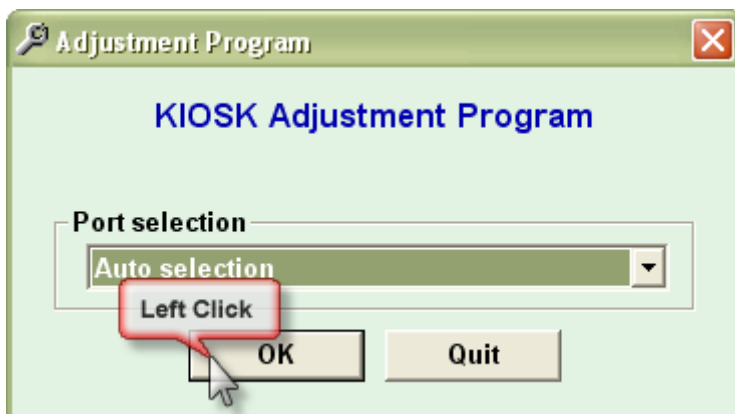 Adjustment Program
KIOSK Adjustment Program
Port selection
Auto selection
Left Click
OK
Quit